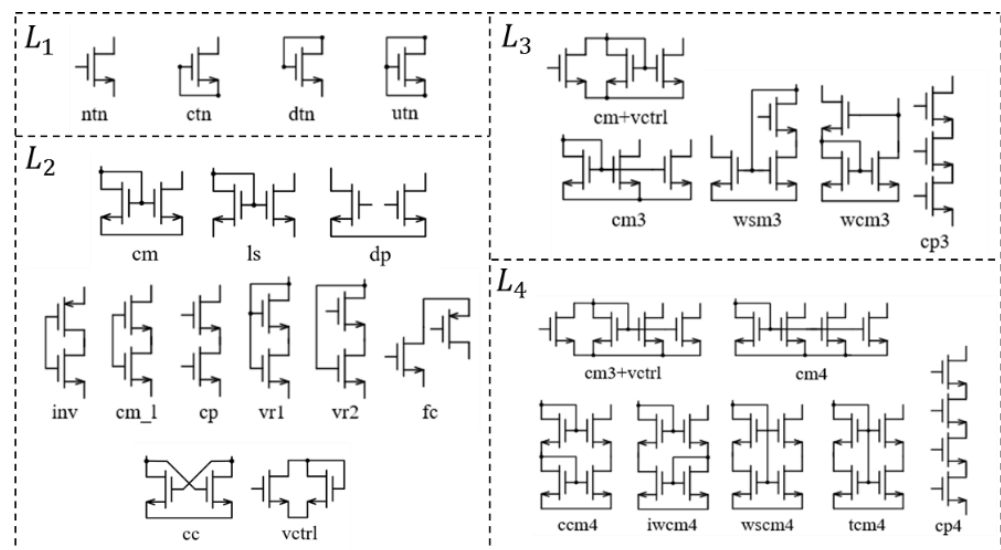 L1
ntn ctn dtn utn
L2
cm ls dp
inv cm_1 cp vr1 vr2 fc
cc vctrl
L3
cm+vctrl
cm3 wsm3 wcm3
cp3
L4
cm3+vctrl cm4
ccm4 iwcm4 wscm4 tcm4 cp4